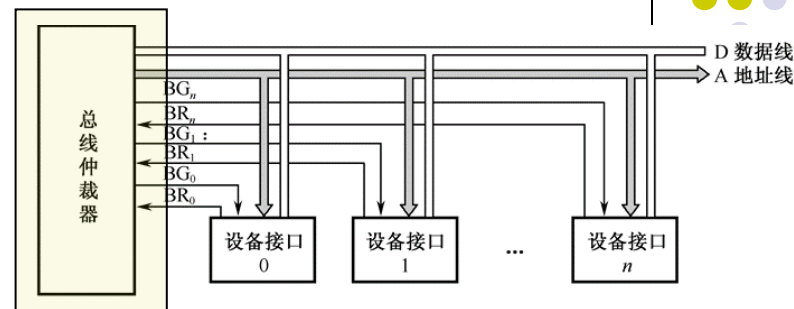 D 数据线
A 地址线
BGn
BRn
BG1 :
BR1
BG0
BR0
总
线
仲
裁
器
设备接口
0
设备接口
1
...
设备接口
n